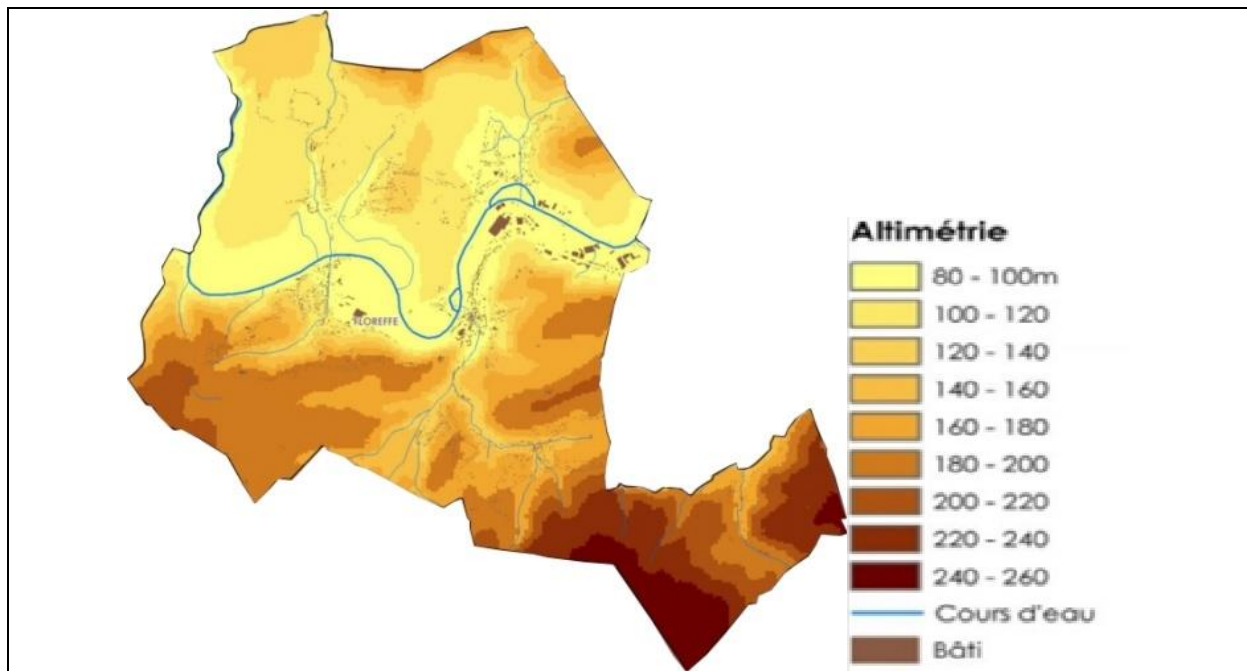 FLOREFFE
Altimétrie
80 - 100m
100 - 120
120 - 140
140 - 160
160 - 180
180 - 200
200 - 220
220 - 240
240 - 260
Cours d'eau
Bâti